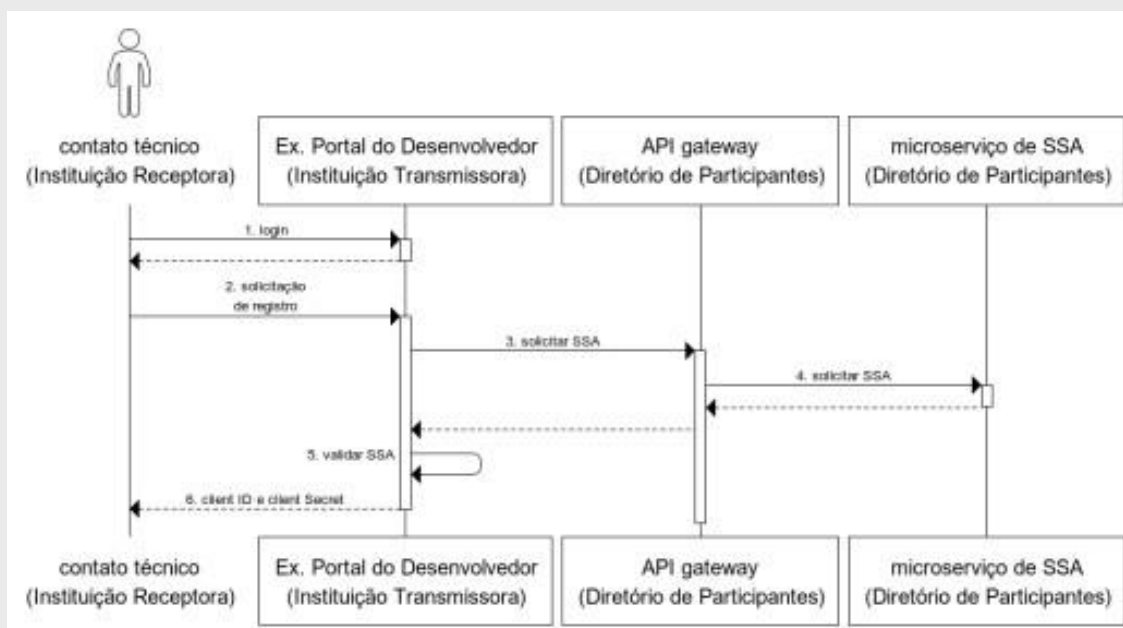 contato técnico
(Instituição Receptora)
Ex. Portal do Desenvolvedor
(Instituição Transmissora)
API gateway
(Diretório de Participantes)
microserviço de SSA
(Diretório de Participantes)
1. login
2. solicitação
de registro
3. solicitar SSA
4. solicitar SSA
5. validar SSA
6. client ID e client Secret
contato técnico
(Instituição Receptora)
Ex. Portal do Desenvolvedor
(Instituição Transmissora)
API gateway
(Diretório de Participantes)
microserviço de SSA
(Diretório de Participantes)